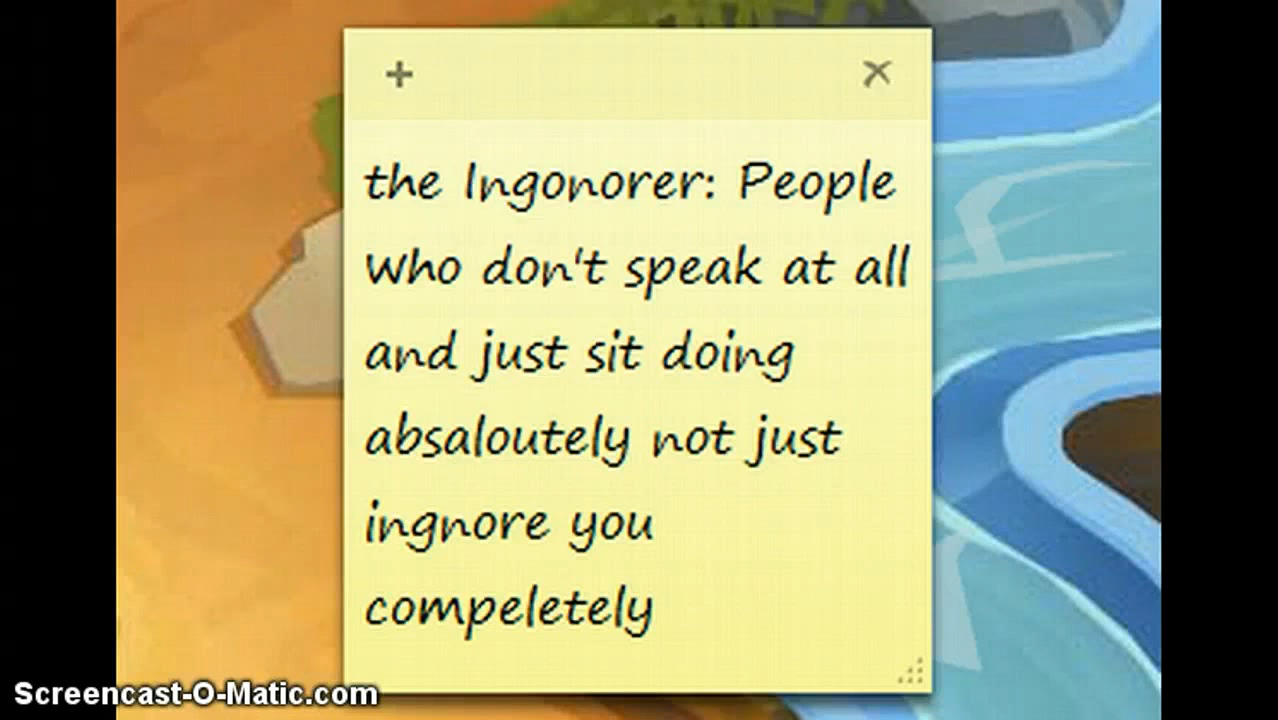 the Ingonorer: People
Who don't speak at all
and just sit doing
absaloutely not just
ingnore you
compeletely
Screencast-O-Matic.com